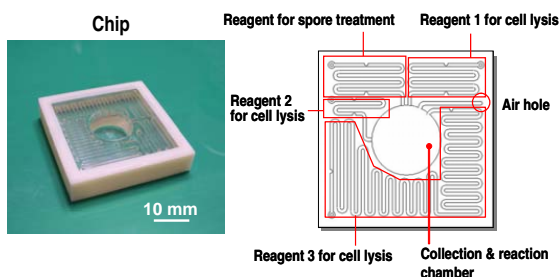 Chip
10 mm
Reagent for spore treatment
Reagent 1 for cell lysis
Reagent 2
for cell lysis
Air hole
Reagent 3 for cell lysis
Collection & reaction
chamber